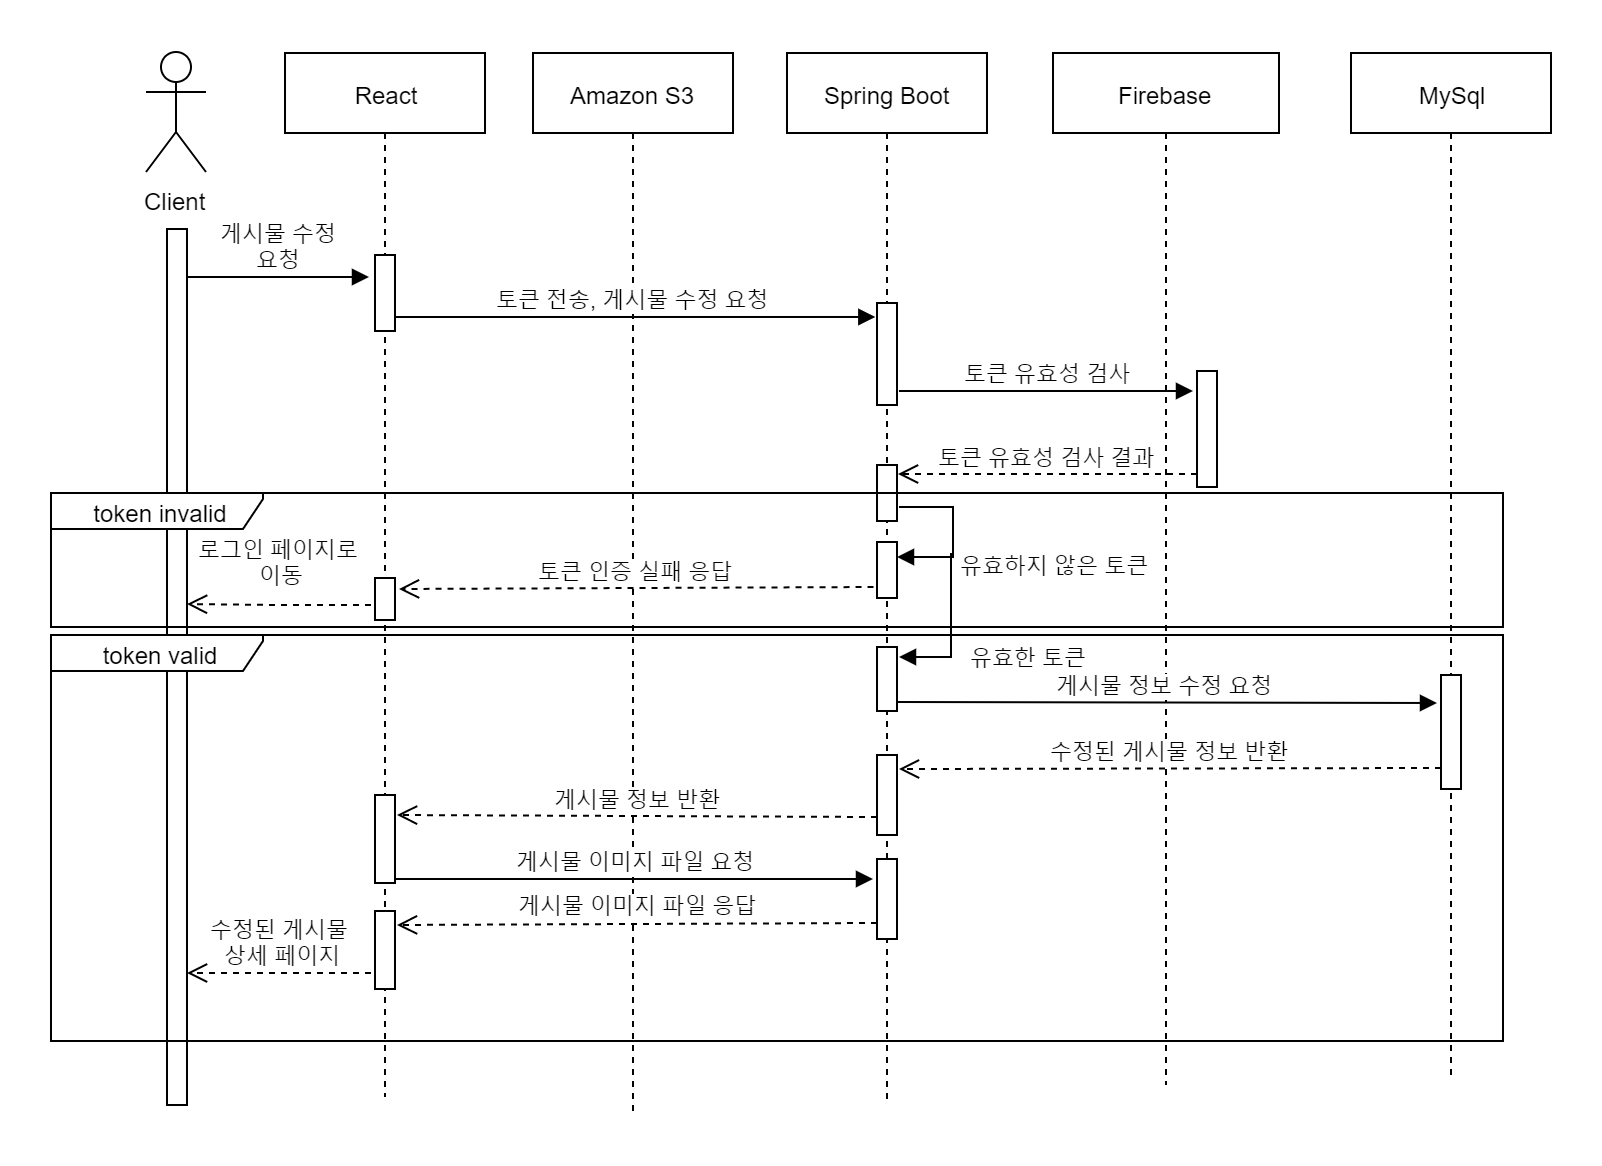 React
Amazon S3
Spring Boot
Firebase
MySql
Client
게시물 수정
요청
토큰 전송, 게시물 수정 요청
토큰 유효성 검사
토큰 유효성 검사 결과
token invalid
로그인 페이지로
이동
토큰 인증 실패 응답
유효하지 않은 토큰
token valid
유효한 토큰
게시물 정보 수정 요청
수정된 게시물 정보 반환
게시물 정보 반환
게시물 이미지 파일 요청
게시물 이미지 파일 응답
수정된 게시물
상세 페이지